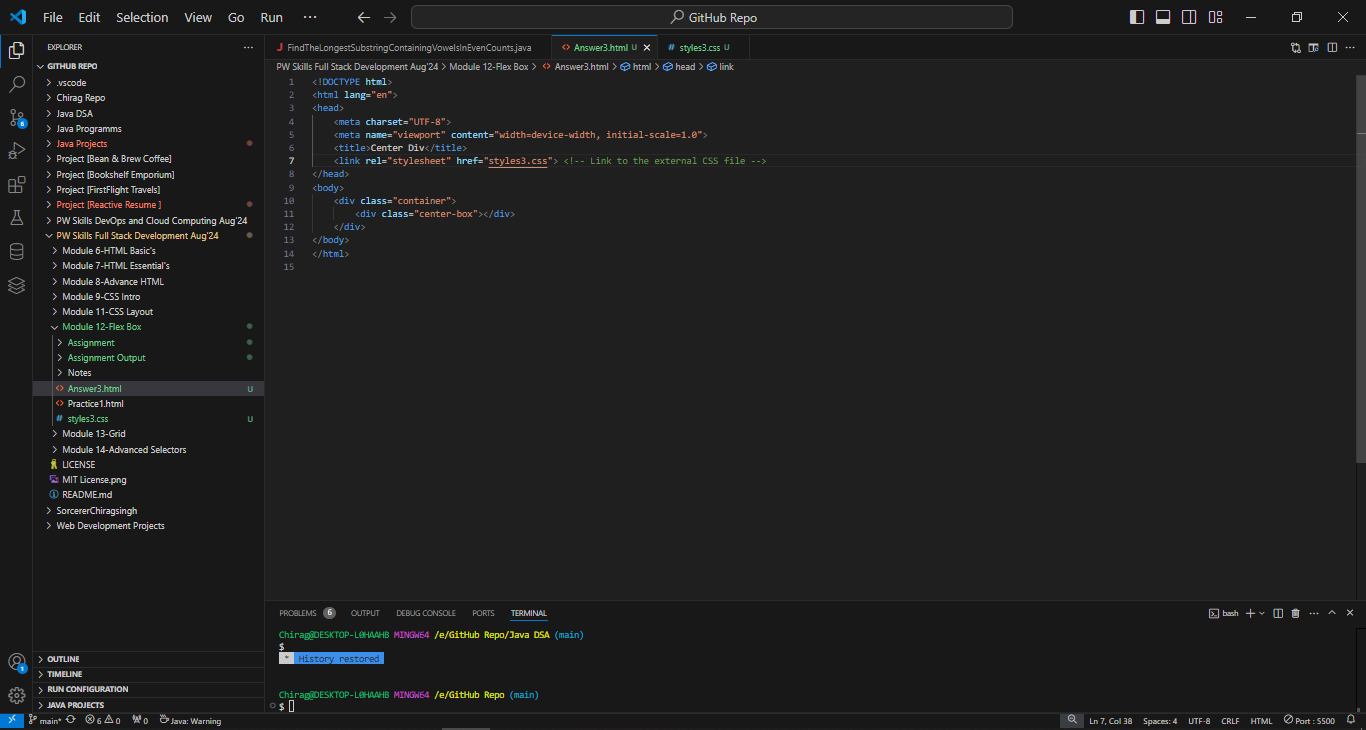 File Edit Selection View Go Run ··· GitHub Repo
EXPLORER ···
GITHUB REPO
.vscode
Chirag Repo
Java DSA
Java Programms
Java Projects
Project [Bean & Brew Coffee]
Project [Bookshelf Emporium]
Project [FirstFlight Travels]
Project [Reactive Resume ]
PW Skills DevOps and Cloud Computing Aug'24
PW Skills Full Stack Development Aug'24
Module 6-HTML Basic's
Module 7-HTML Essential's
Module 8-Advance HTML
Module 9-CSS Intro
Module 11-CSS Layout
Module 12-Flex Box
Assignment
Assignment Output
Notes
Answer3.html U
Practice1.html
# styles3.css U
Module 13-Grid
Module 14-Advanced Selectors
LICENSE
MIT License.png
README.md
SorcererChiragsingh
Web Development Projects
OUTLINE
TIMELINE
RUN CONFIGURATION
JAVA PROJECTS
J FindTheLongestSubstringContainingVowelsInEvenCounts.java <> Answer3.html U # styles3.css U
PW Skills Full Stack Development Aug'24 > Module 12-Flex Box > <> Answer3.html > html > head > link
1 <!DOCTYPE html>
2 <html lang="en">
3 <head>
4 <meta charset="UTF-8">
5 <meta name="viewport" content="width=device-width, initial-scale=1.0">
6 <title>Center Div</title>
7 <link rel="stylesheet" href="styles3.css"> <!-- Link to the external CSS file -->
8 </head>
9 <body>
10 <div class="container">
11 <div class="center-box"></div>
12 </div>
13 </body>
14 </html>
15
PROBLEMS 6 OUTPUT DEBUG CONSOLE PORTS TERMINAL bash
Chirag@DESKTOP-L0HAAHB MINGW64 /e/GitHub Repo/Java DSA (main)
$
* History restored
Chirag@DESKTOP-L0HAAHB MINGW64 /e/GitHub Repo (main)
$
main* 6 0 0 Java: Warning Ln 7, Col 38 Spaces: 4 UTF-8 CRLF HTML Port : 5500